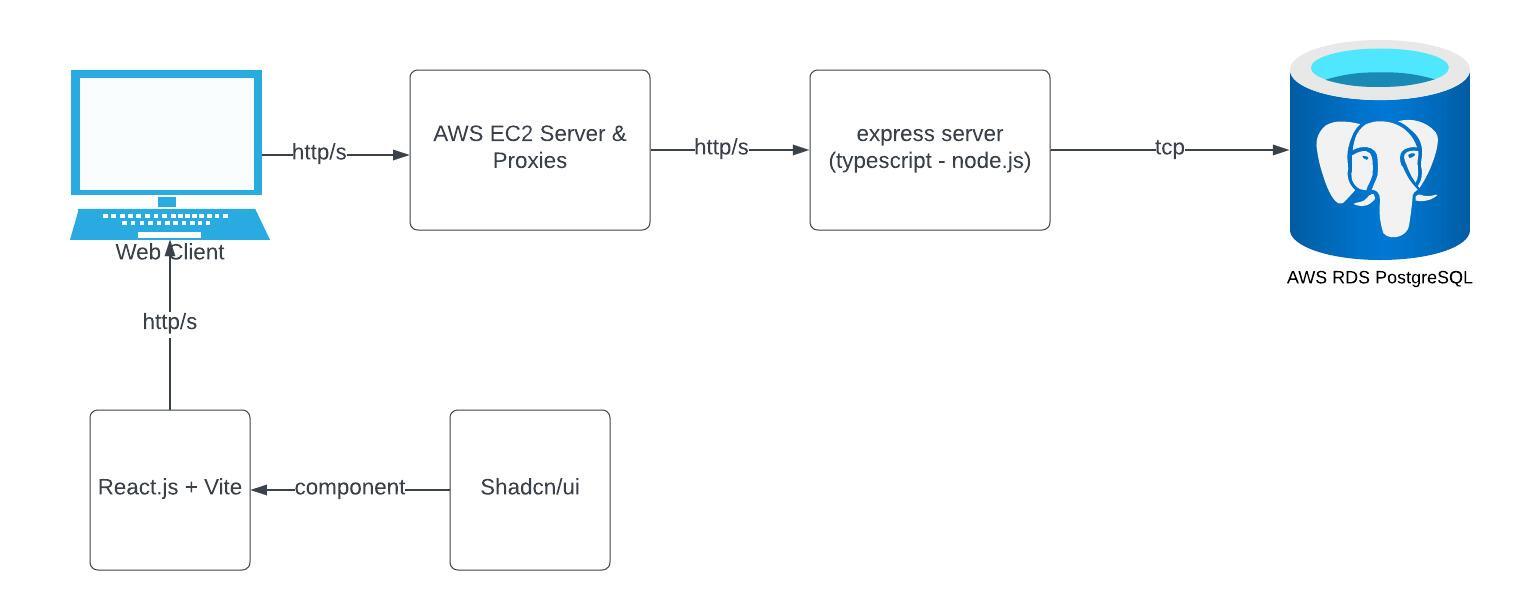 http/s
AWS EC2 Server &
Proxies
http/s
express server
(typescript - node.js)
tcp
Web Client
AWS RDS PostgreSQL
http/s
React.js + Vite
component
Shadcn/ui